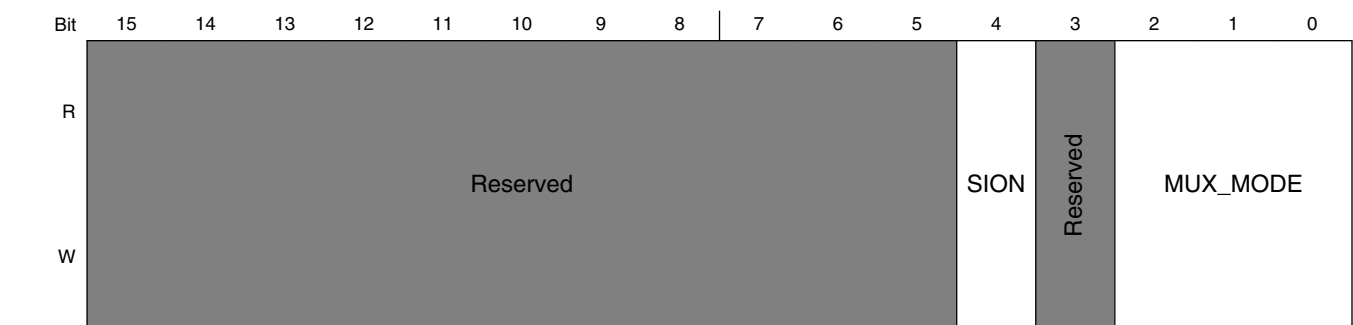 Bit 15 14 13 12 11 10 9 8 7 6 5 4 3 2 1 0
R
Reserved SION Reserved MUX_MODE
W